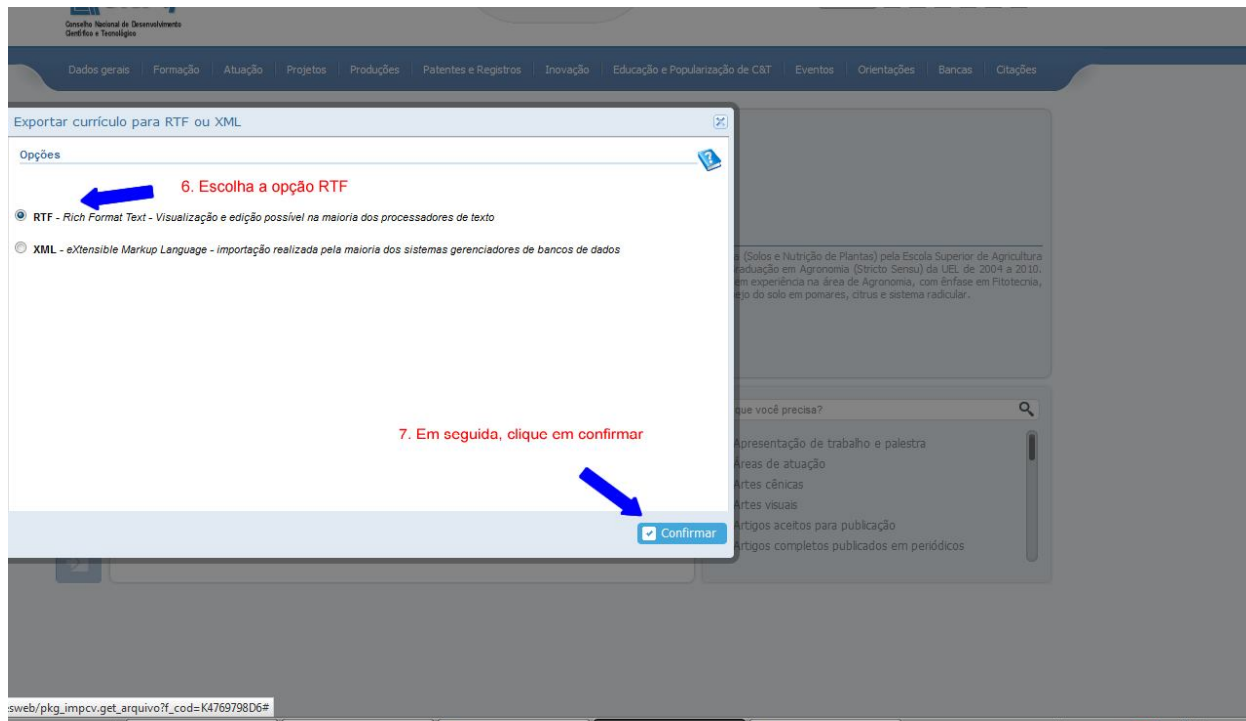 Conselho Nacional de Desenvolvimento
Científico e Tecnológico
Dados gerais Formação Atuação Projetos Produções Patentes e Registros Inovação Educação e Popularização de C&T Eventos Orientações Bancas Citações
Exportar currículo para RTF ou XML
Opções
6. Escolha a opção RTF
RTF - Rich Format Text - Visualização e edição possível na maioria dos processadores de texto
XML - eXtensible Markup Language - importação realizada pela maioria dos sistemas gerenciadores de bancos de dados
(Solos e Nutrição de Plantas) pela Escola Superior de Agricultura
raduação em Agronomia (Stricto Sensu) da UEL de 2004 a 2010.
em experiência na área de Agronomia, com ênfase em Fitotecnia,
ejo do solo em pomares, citrus e sistema radicular.
que você precisa?
7. Em seguida, clique em confirmar
Apresentação de trabalho e palestra
Áreas de atuação
Artes cênicas
Artes visuais
Artigos aceitos para publicação
Confirmar
Artigos completos publicados em periódicos
sweb/pkg_impcv.get_arquivo?f_cod=K4769798D6#